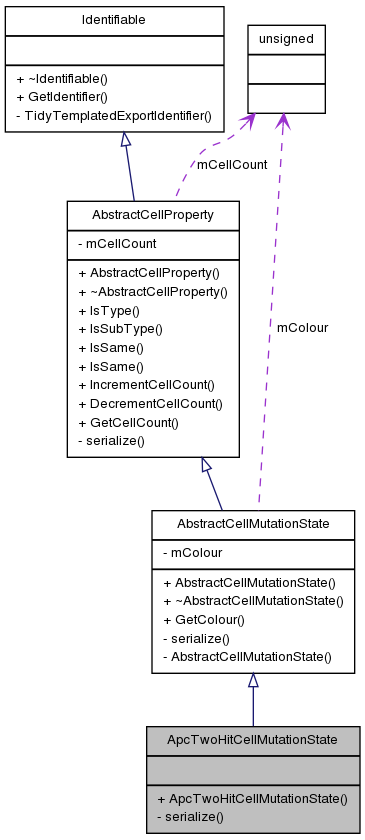 Identifiable
+ ~Identifiable()
+ GetIdentifier()
- TidyTemplatedExportIdentifier()
unsigned
mCellCount
AbstractCellProperty
- mCellCount
+ AbstractCellProperty()
+ ~AbstractCellProperty()
+ IsType()
+ IsSubType()
+ IsSame()
+ IsSame()
+ IncrementCellCount()
+ DecrementCellCount()
+ GetCellCount()
- serialize()
mColour
AbstractCellMutationState
- mColour
+ AbstractCellMutationState()
+ ~AbstractCellMutationState()
+ GetColour()
- serialize()
- AbstractCellMutationState()
ApcTwoHitCellMutationState
+ ApcTwoHitCellMutationState()
- serialize()